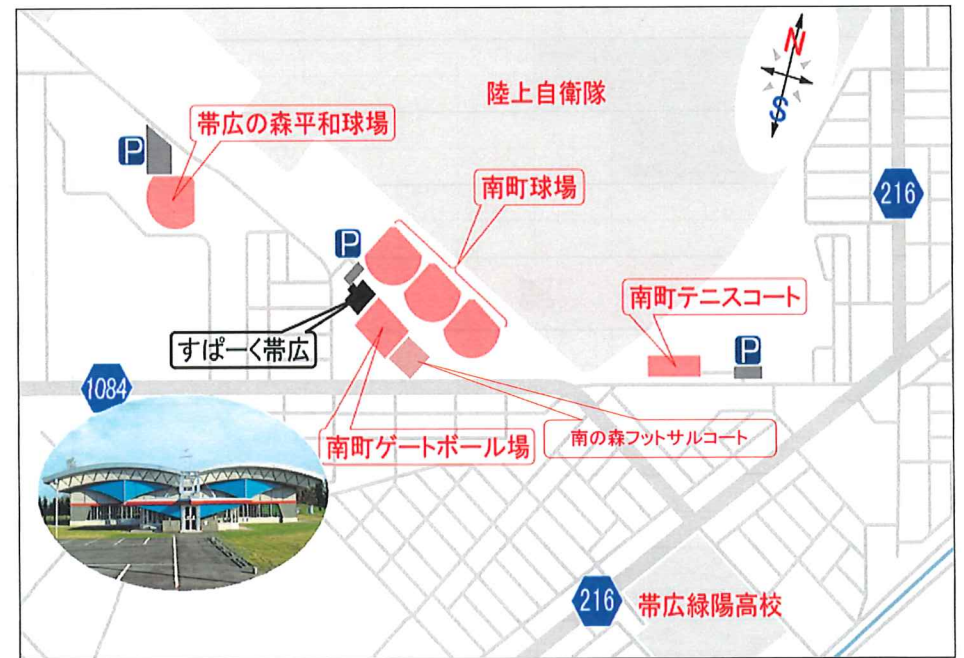 N
S
陸上自衛隊
帯広の森平和球場
P
216
南町球場
P
南町テニスコート
P
すぱーく帯広
1084
南町ゲートボール場
南の森フットサルコート
216
帯広緑陽高校